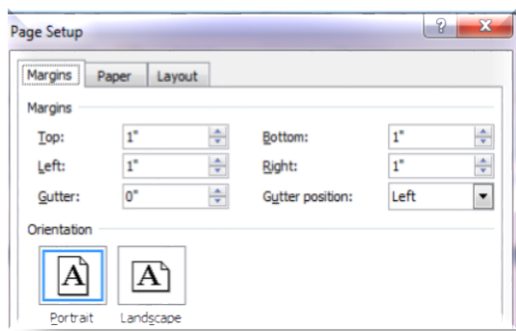 Page Setup
Margins Paper Layout
Margins
Top: 1" Bottom: 1"
Left: 1" Right: 1"
Gutter: 0" Gutter position: Left
Orientation
A A
Portrait Landscape